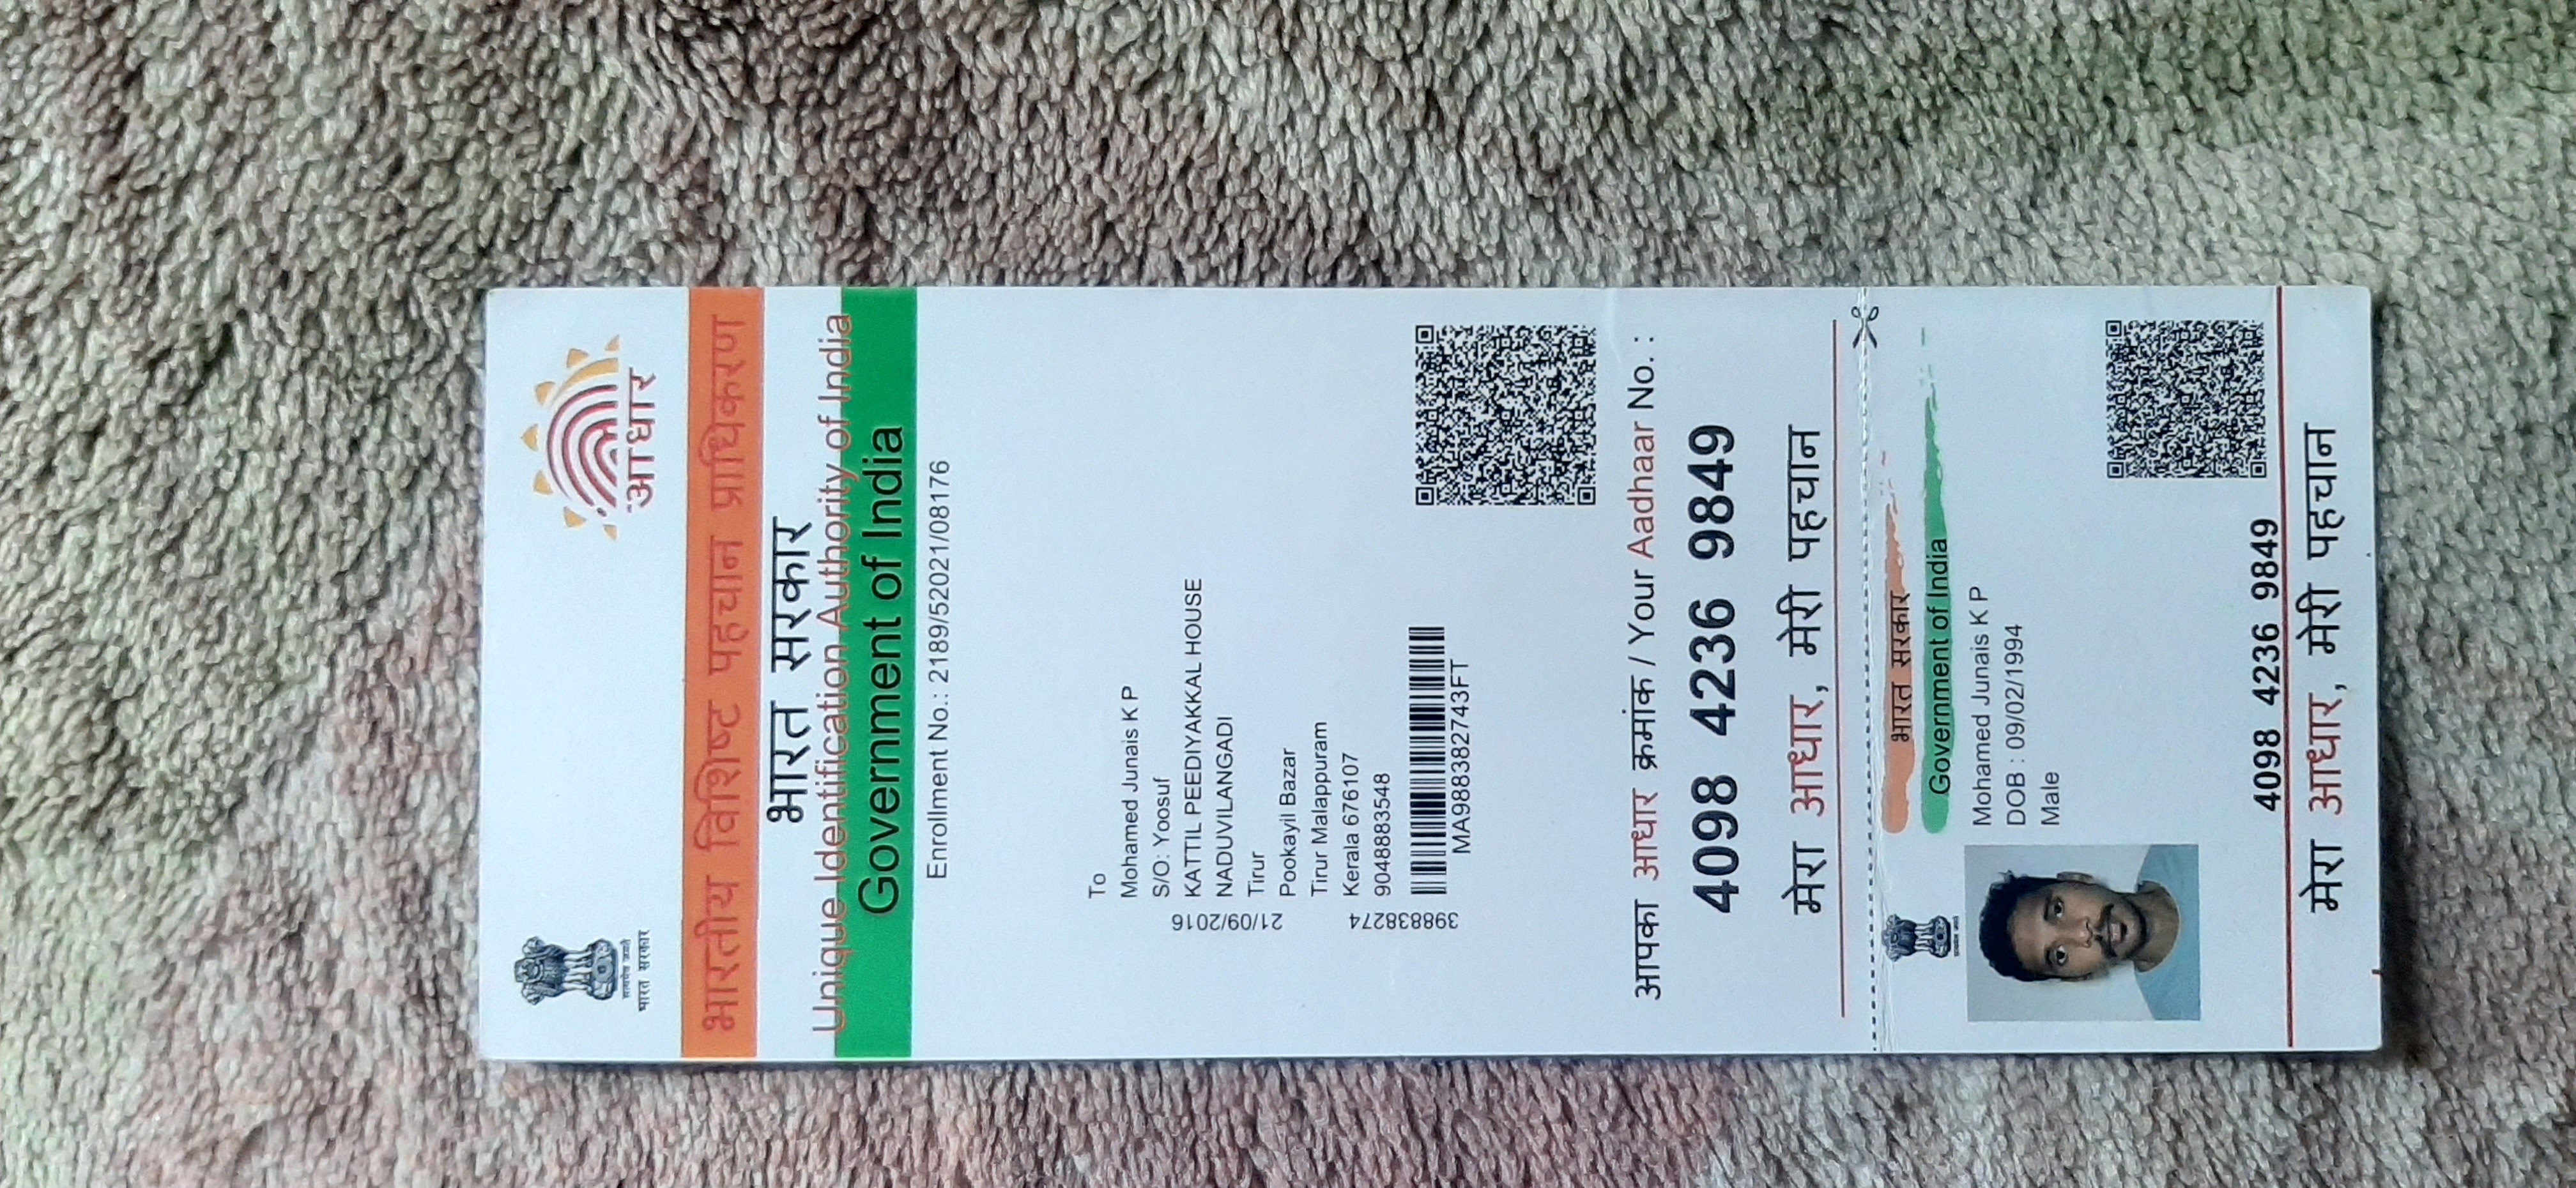 सत्यमेव जयते
भारत सरकार
आधार
भारतीय विशिष्ट पहचान प्राधिकरण
भारत सरकार
Unique Identification Authority of India
Government of India
Enrollment No.: 2189/52021/08176
To
Mohamed Junais K P
S/O: Yoosuf
KATTIL PEEDIYAKKAL HOUSE
NADUVILANGADI
Tirur
Pookayil Bazar
Tirur Malappuram
Kerala 676107
9048883548
21/09/2016
398838274
MA988382743FT
आपका आधार क्रमांक / Your Aadhaar No. :
4098 4236 9849
मेरा आधार, मेरी पहचान
सत्यमेव जयते
भारत सरकार
Government of India
Mohamed Junais K P
DOB : 09/02/1994
Male
4098 4236 9849
मेरा आधार, मेरी पहचान